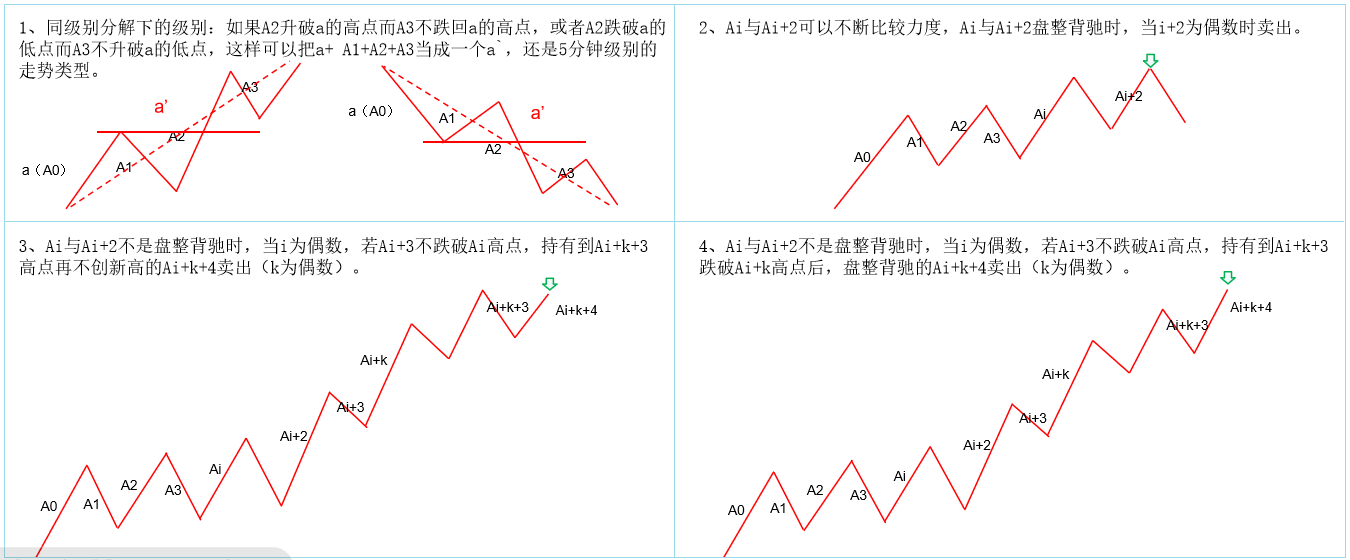 1、同级别分解下的级别：如果A2升破a的高点而A3不跌回a的高点，或者A2跌破a的
低点而A3不升破a的低点，这样可以把a+ A1+A2+A3当成一个a`，还是5分钟级别的
走势类型。
A3
a'
A2
A1
a（A0）
a（A0）
A1
a'
A2
A3
2、Ai与Ai+2可以不断比较力度，Ai与Ai+2盘整背驰时，当i+2为偶数时卖出。
Ai+2
Ai
A2
A3
A1
A0
3、Ai与Ai+2不是盘整背驰时，当i为偶数，若Ai+3不跌破Ai高点，持有到Ai+k+3
高点再不创新高的Ai+k+4卖出（k为偶数）。
Ai+k+3
Ai+k+4
Ai+k
Ai+3
Ai+2
Ai
A2
A3
A0
A1
4、Ai与Ai+2不是盘整背驰时，当i为偶数，若Ai+3不跌破Ai高点，持有到Ai+k+3
跌破Ai+k高点后，盘整背驰的Ai+k+4卖出（k为偶数）。
Ai+k+4
Ai+k+3
Ai+k
Ai+3
Ai+2
Ai
A2
A3
A0
A1